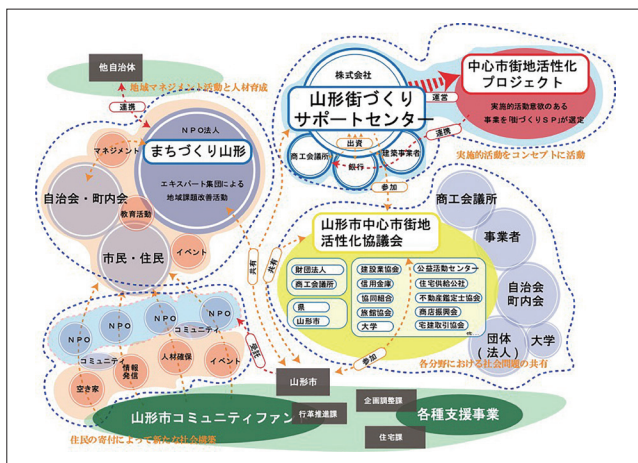 他自治体
地域マネジメント活動と人材育成
連携
NPO法人
まちづくり山形
エキスパート集団による
地域課題改善活動
マネジメント
自治会・町内会
教育活動
市民・住民
イベント
NPO
NPO
NPO
NPO
コミュニティ
コミュニティ
空き家
情報
発信
人材確保
イベント
受託
共有
共有
株式会社
山形街づくり
サポートセンター
出資
商工会議所
銀行
建築事業者
運営
連携
参加
中心市街地活性化
プロジェクト
実施的活動意欲のある
事業を「街づくりSP」が選定
実施的活動をコンセプトに活動
山形市中心市街地
活性化協議会
財団法人
商工会議所
県
山形市
建設業協会
信用金庫
協同組合
旅館協会
大学
公益活動センター
住宅供給公社
不動産鑑定士協会
商店振興会
宅建取引協会
商工会議所
事業者
自治会
町内会
団体
(法人)
大学
各分野における社会問題の共有
参加
山形市
山形市コミュニティファン
行革推進課
企画調整課
住宅課
各種支援事業
住民の寄付によって新たな社会構築